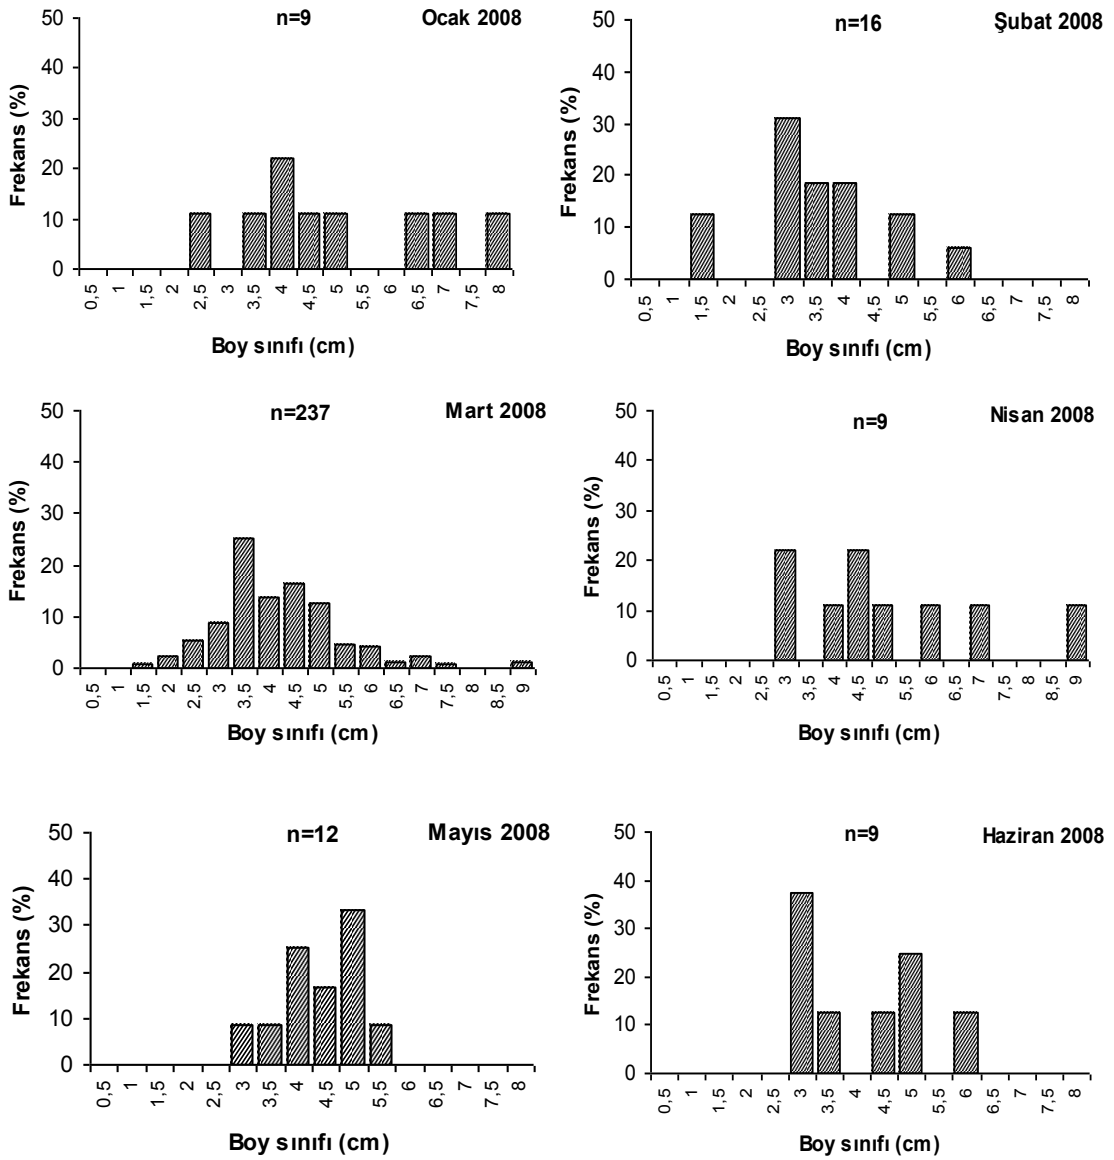 n=9 Ocak 2008
50
40
30
20
10
0
Frekans (%)
0,5 1 1,5 2 2,5 3 3,5 4 4,5 5 5,5 6 6,5 7 7,5 8
Boy sınıfı (cm)
n=16 Şubat 2008
50
40
30
20
10
0
Frekans (%)
0,5 1 1,5 2 2,5 3 3,5 4 4,5 5 5,5 6 6,5 7 7,5 8
Boy sınıfı (cm)
n=237 Mart 2008
50
40
30
20
10
0
Frekans (%)
0,5 1 1,5 2 2,5 3 3,5 4 4,5 5 5,5 6 6,5 7 7,5 8 8,5 9
Boy sınıfı (cm)
n=9 Nisan 2008
50
40
30
20
10
0
Frekans (%)
0,5 1 1,5 2 2,5 3 3,5 4 4,5 5 5,5 6 6,5 7 7,5 8 8,5 9
Boy sınıfı (cm)
n=12 Mayıs 2008
50
40
30
20
10
0
Frekans (%)
0,5 1 1,5 2 2,5 3 3,5 4 4,5 5 5,5 6 6,5 7 7,5 8
Boy sınıfı (cm)
n=9 Haziran 2008
50
40
30
20
10
0
Frekans (%)
0,5 1 1,5 2 2,5 3 3,5 4 4,5 5 5,5 6 6,5 7 7,5 8
Boy sınıfı (cm)